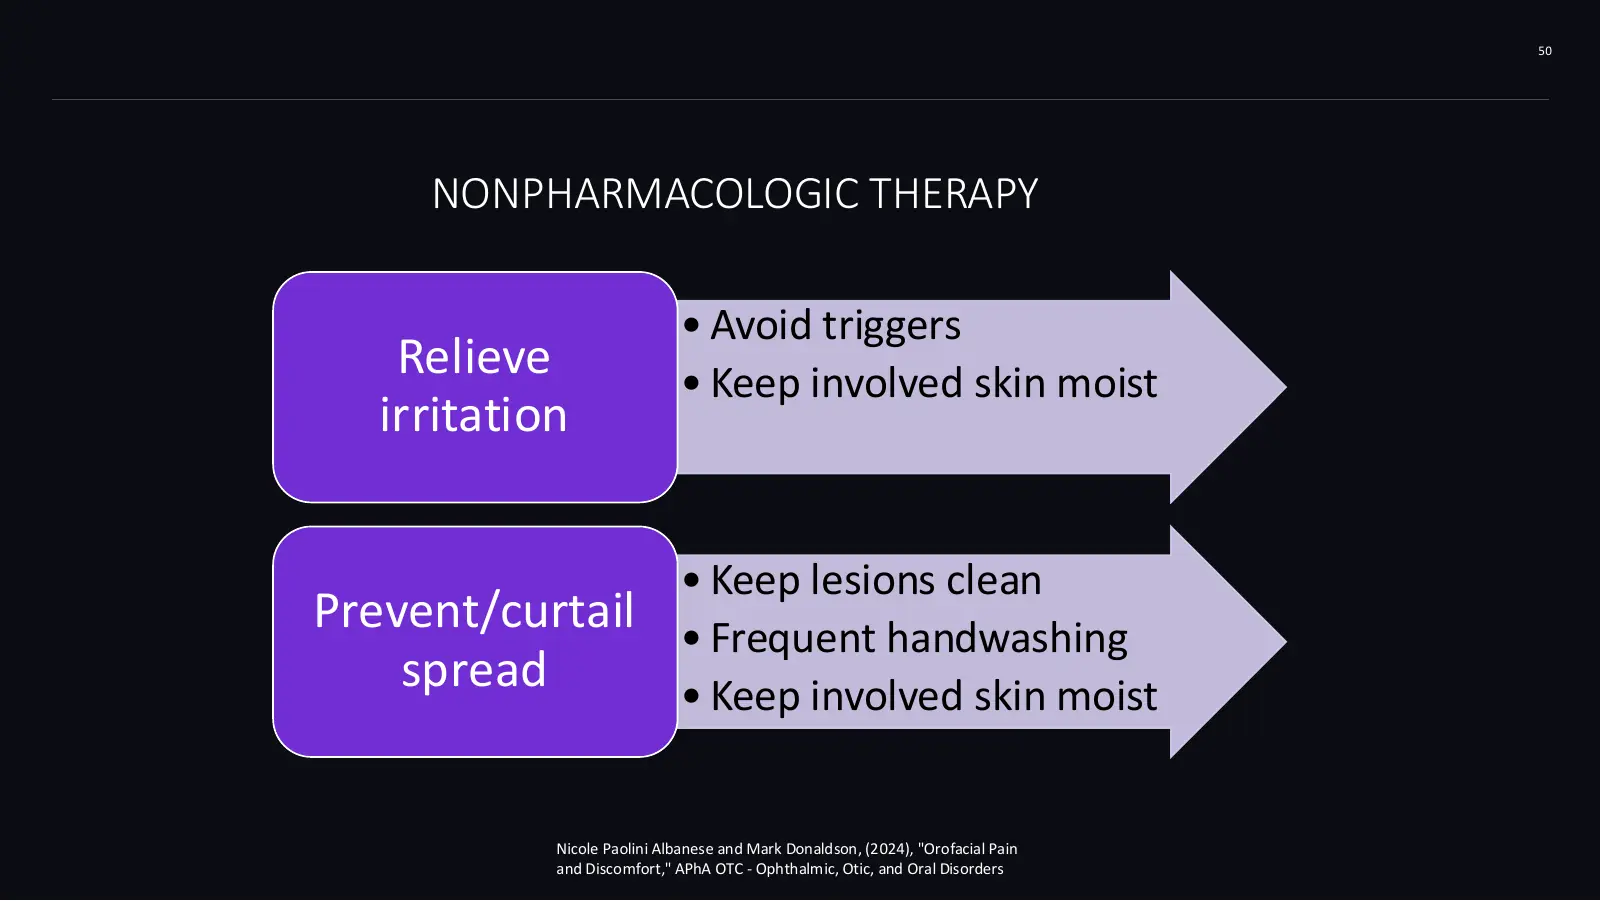 50
NONPHARMACOLOGIC THERAPY
Relieve
irritation
• Avoid triggers
• Keep involved skin moist
Prevent/curtail
spread
• Keep lesions clean
• Frequent handwashing
• Keep involved skin moist
Nicole Paolini Albanese and Mark Donaldson, (2024), "Orofacial Pain
and Discomfort," APhA OTC - Ophthalmic, Otic, and Oral Disorders